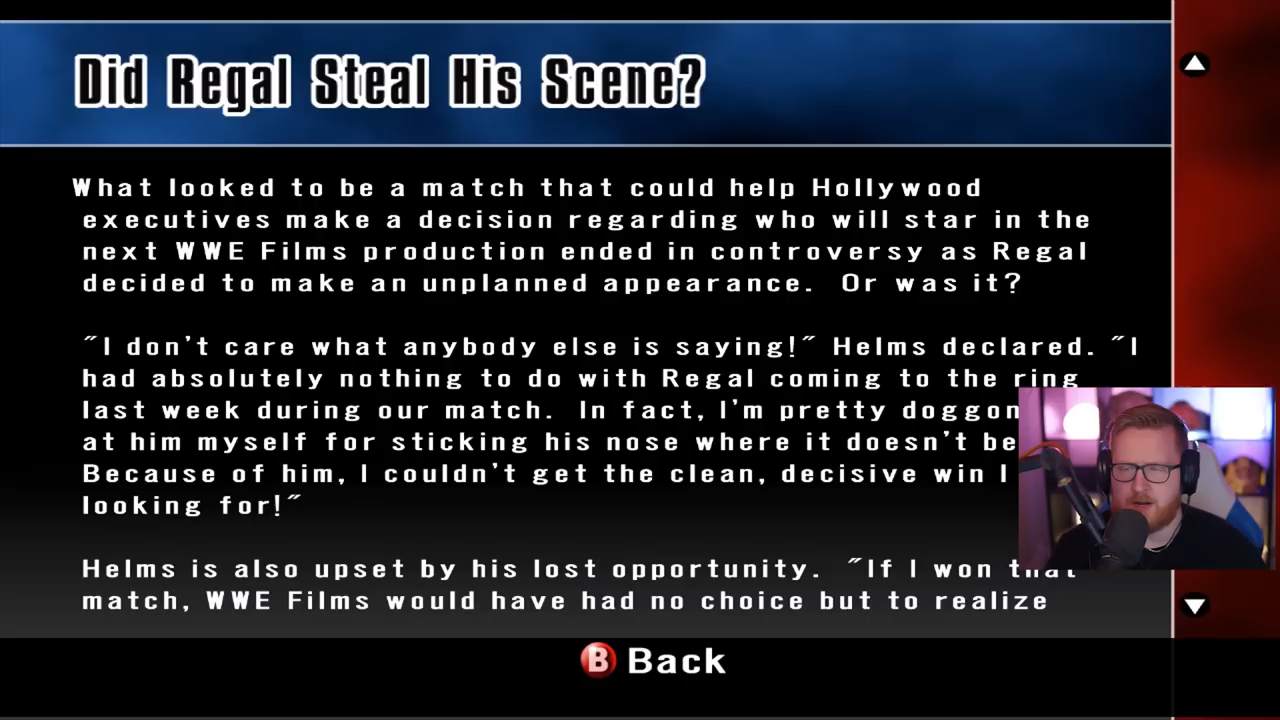 Did Regal Steal His Scene?
What looked to be a match that could help Hollywood
executives make a decision regarding who will star in the
next WWE Films production ended in controversy as Regal
decided to make an unplanned appearance. Or was it?
"I don't care what anybody else is saying!" Helms declared. "I
had absolutely nothing to do with Regal coming to the ring
last week during our match. In fact, I'm pretty
at him myself for sticking his nose where it doesn't
Because of him, I couldn't get the clean, decisive win I
looking for!"
Helms is also upset by his lost opportunity. "If I won that
match, WWE Films would have had no choice but to realize
B Back